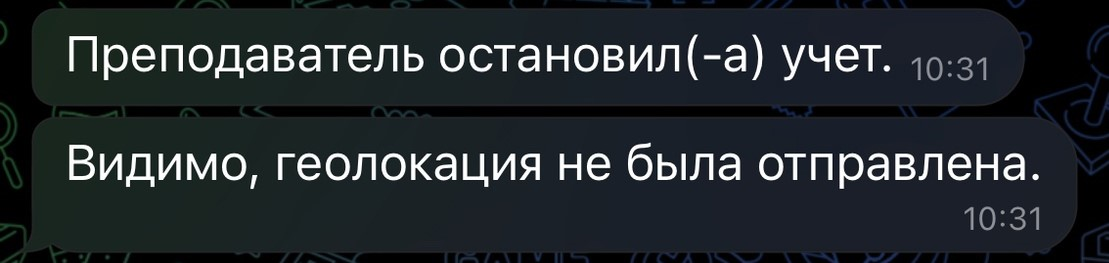 Преподаватель остановил(-а) учет. 10:31
Видимо, геолокация не была отправлена.
10:31